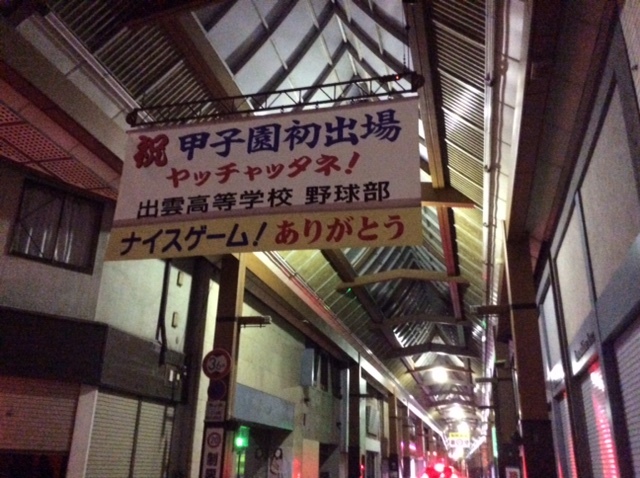 祝 甲子園初出場
ヤッチャッタネ!
出雲高等学校 野球部
ナイスゲーム! ありがとう